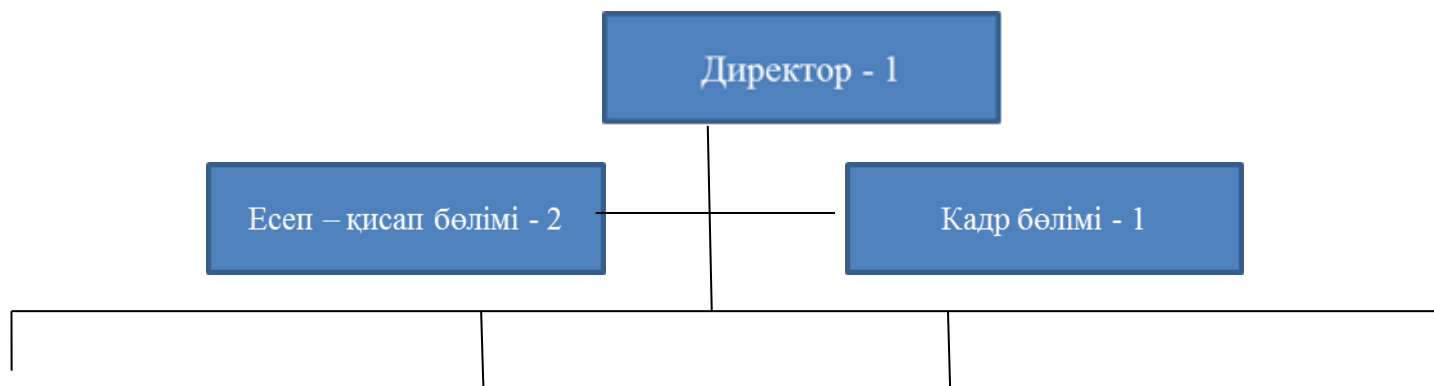 Директор - 1
Есеп – қисап бөлімі - 2
Кадр бөлімі - 1